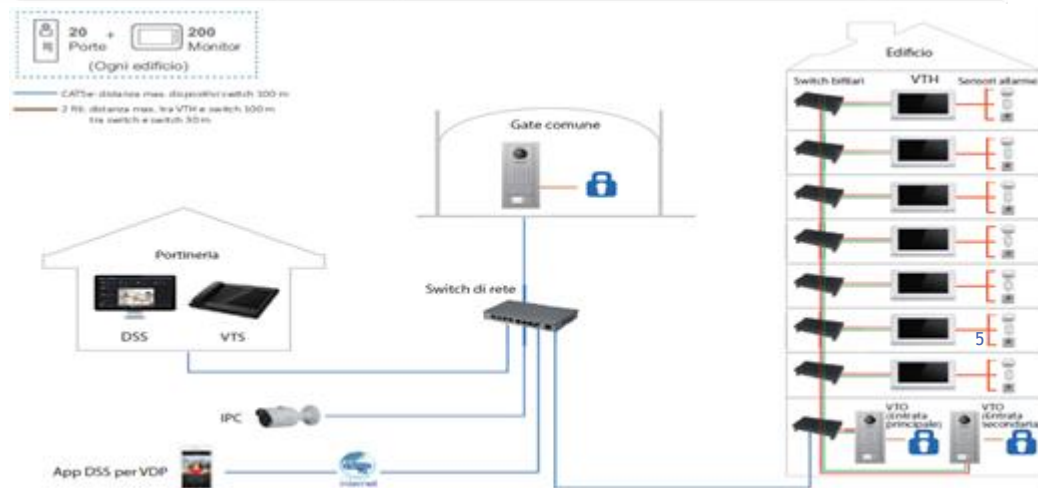 20 + 200
Porte Monitor
(Ogni edificio)
CAT5e: distanza max. dispositivi switch 100 m
2 fili: distanza max. tra VTH e switch 100 m
tra switch e switch 30 m
Gate comune
Portineria
DSS VTS
Switch di rete
IPC
App DSS per VDP
Internet
Edificio
Switch bifilari VTH Sensori allarme
5
VTO
(Entrata
principale)
VTO
(Entrata
secondaria)